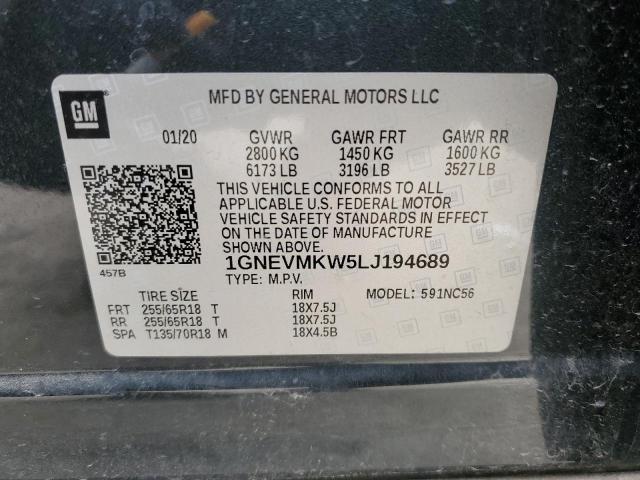 GM
MFD BY GENERAL MOTORS LLC
01/20 GVWR GAWR FRT GAWR RR
2800 KG 1450 KG 1600 KG
6173 LB 3196 LB 3527 LB
THIS VEHICLE CONFORMS TO ALL
APPLICABLE U.S. FEDERAL MOTOR
VEHICLE SAFETY STANDARDS IN EFFECT
ON THE DATE OF MANUFACTURE
SHOWN ABOVE.
1GNEVMKW5LJ194689
457B
TYPE: M.P.V.
TIRE SIZE RIM MODEL: 591NC56
FRT 255/65R18 T 18X7.5J
RR 255/65R18 T 18X7.5J
SPA T135/70R18 M 18X4.5B